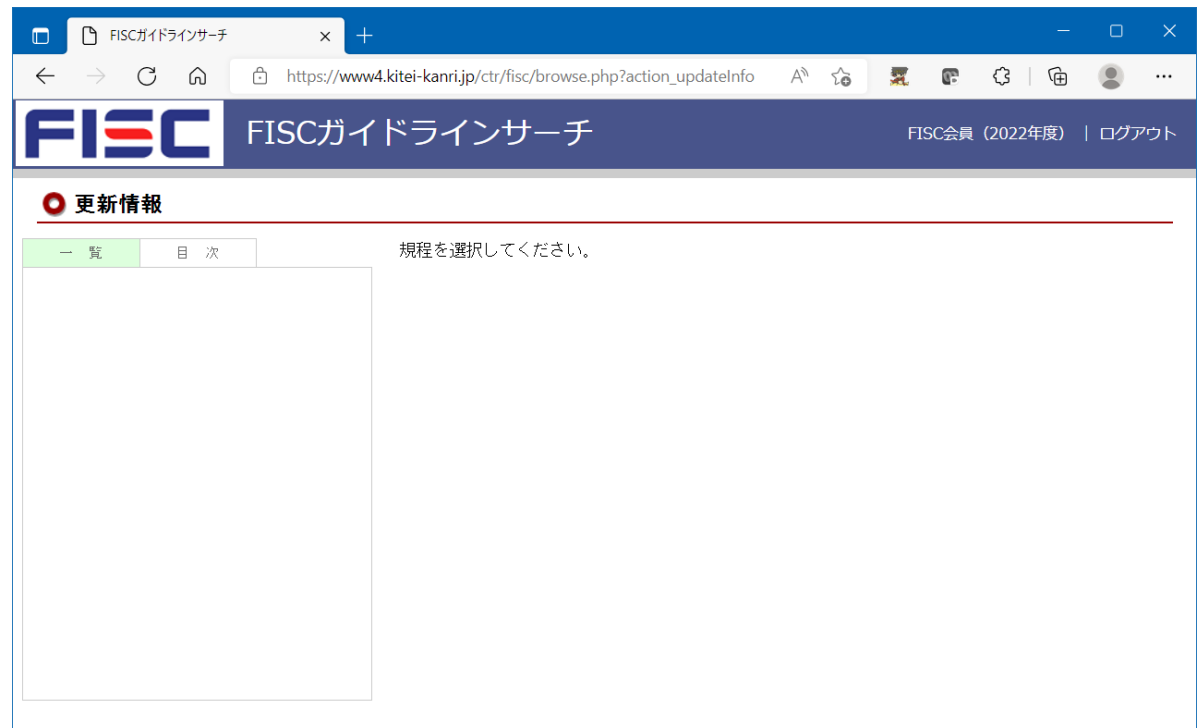 FISCガイドラインサーチ
https://www4.kitei-kanri.jp/ctr/fisc/browse.php?action_updateInfo
FISC FISCガイドラインサーチ FISC会員（2022年度） | ログアウト
更新情報
一 覧 目 次 規程を選択してください。